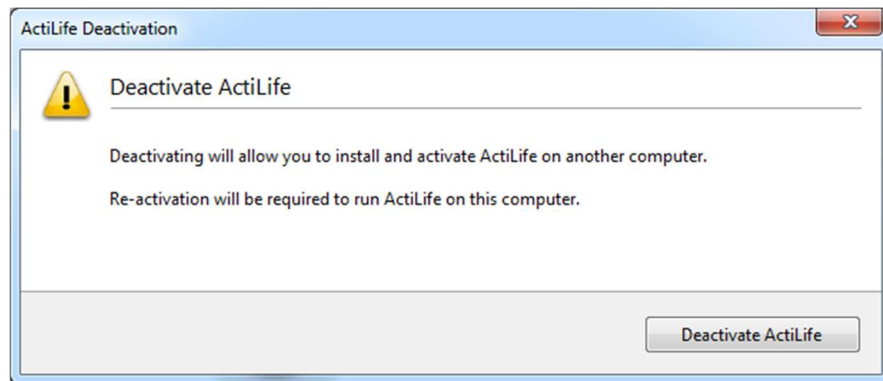 ActiLife Deactivation
Deactivate ActiLife
Deactivating will allow you to install and activate ActiLife on another computer.
Re-activation will be required to run ActiLife on this computer.
Deactivate ActiLife